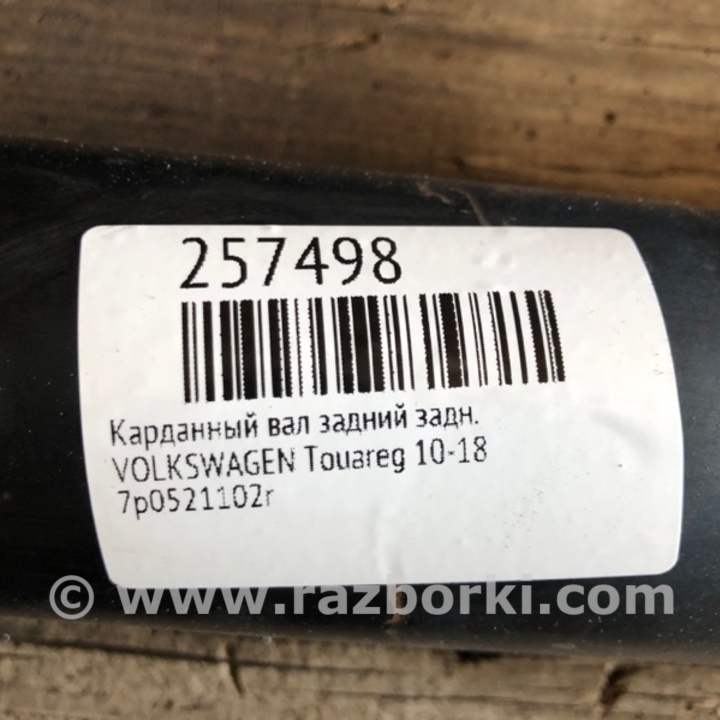 257498
Карданный вал задний задн.
VOLKSWAGEN Touareg 10-18
7p0521102r
© www.razborki.com